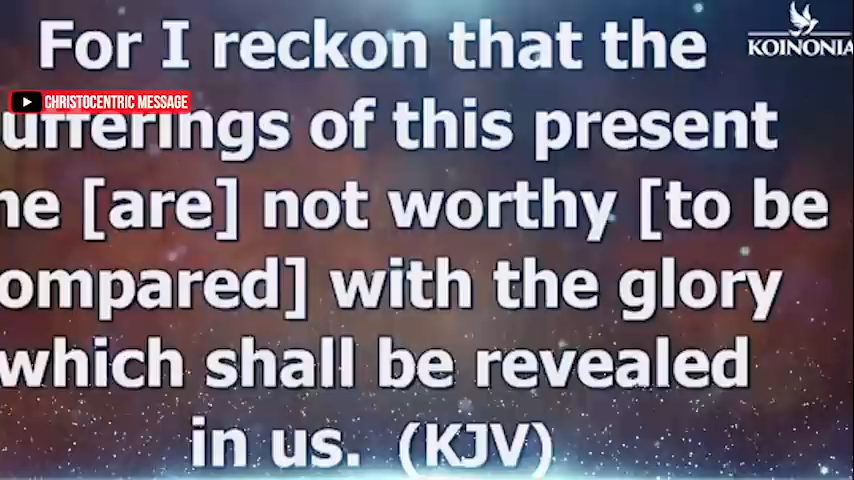 For I reckon that the
KOINONIA
CHRISTOCENTRIC MESSAGE
ufferings of this present
ne [are] not worthy [to be
ompared] with the glory
which shall be revealed
in us. (KJV)